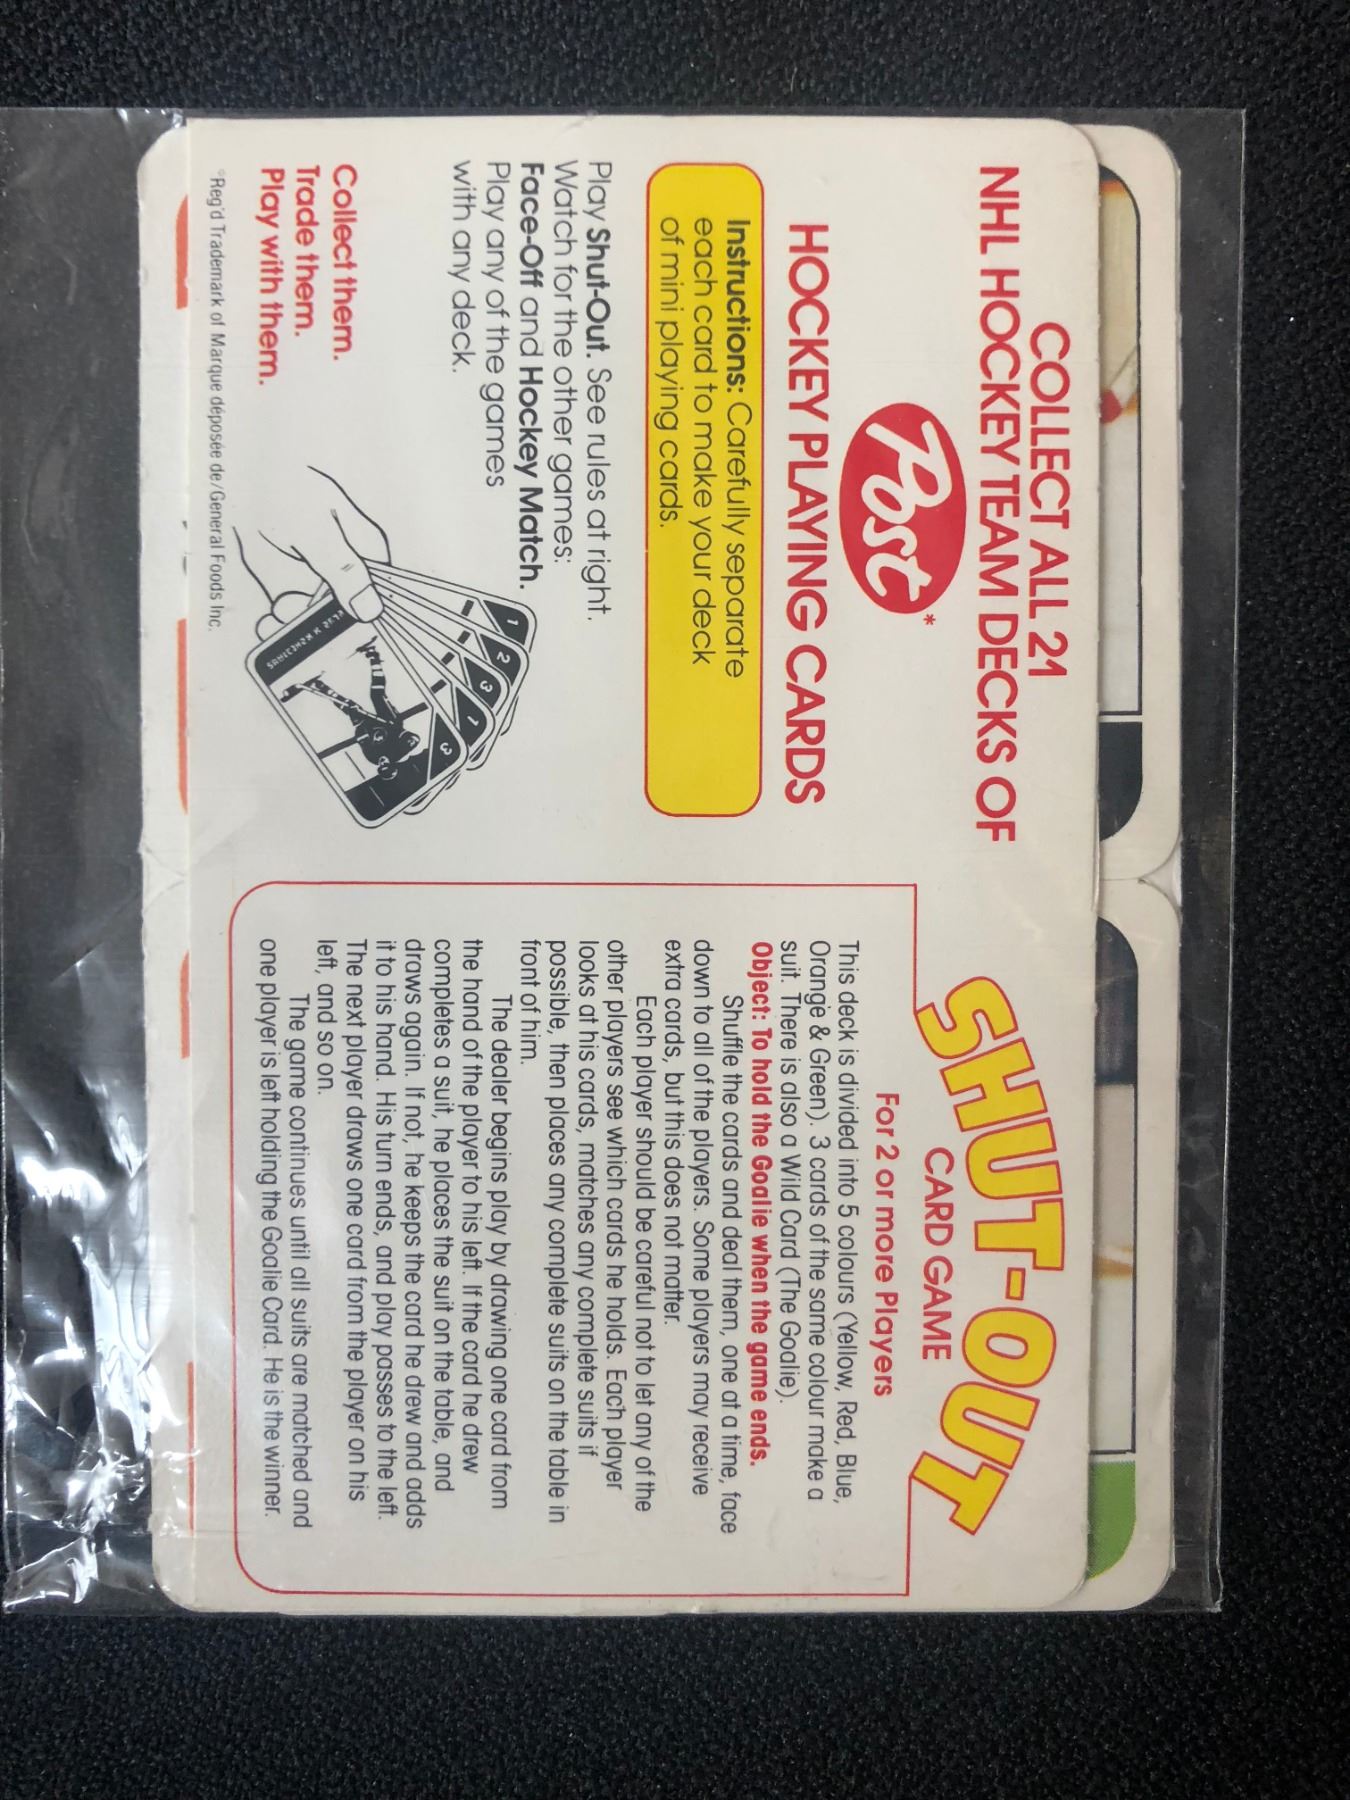 COLLECT ALL 21
NHL HOCKEY TEAM DECKS OF
Post*
HOCKEY PLAYING CARDS
Instructions: Carefully separate
each card to make your deck
of mini playing cards.
Play Shut-Out. See rules at right.
Watch for the other games:
Face-Off and Hockey Match.
Play any of the games
with any deck.
Collect them.
Trade them.
Play with them.
1
2
3
1
3
*Reg'd Trademark of Marque déposée de/General Foods Inc.
SHUT-OUT
CARD GAME
For 2 or more Players
This deck is divided into 5 colours (Yellow, Red, Blue,
Orange & Green). 3 cards of the same colour make a
suit. There is also a Wild Card (The Goalie).
Object: To hold the Goalie when the game ends.
Shuffle the cards and deal them, one at a time, face
down to all of the players. Some players may receive
extra cards, but this does not matter.
Each player should be careful not to let any of the
other players see which cards he holds. Each player
looks at his cards, matches any complete suits if
possible, then places any complete suits on the table in
front of him.
The dealer begins play by drawing one card from
the hand of the player to his left. If the card he drew
completes a suit, he places the suit on the table, and
draws again. If not, he keeps the card he drew and adds
it to his hand. His turn ends, and play passes to the left.
The next player draws one card from the player on his
left, and so on.
The game continues until all suits are matched and
one player is left holding the Goalie Card. He is the winner.